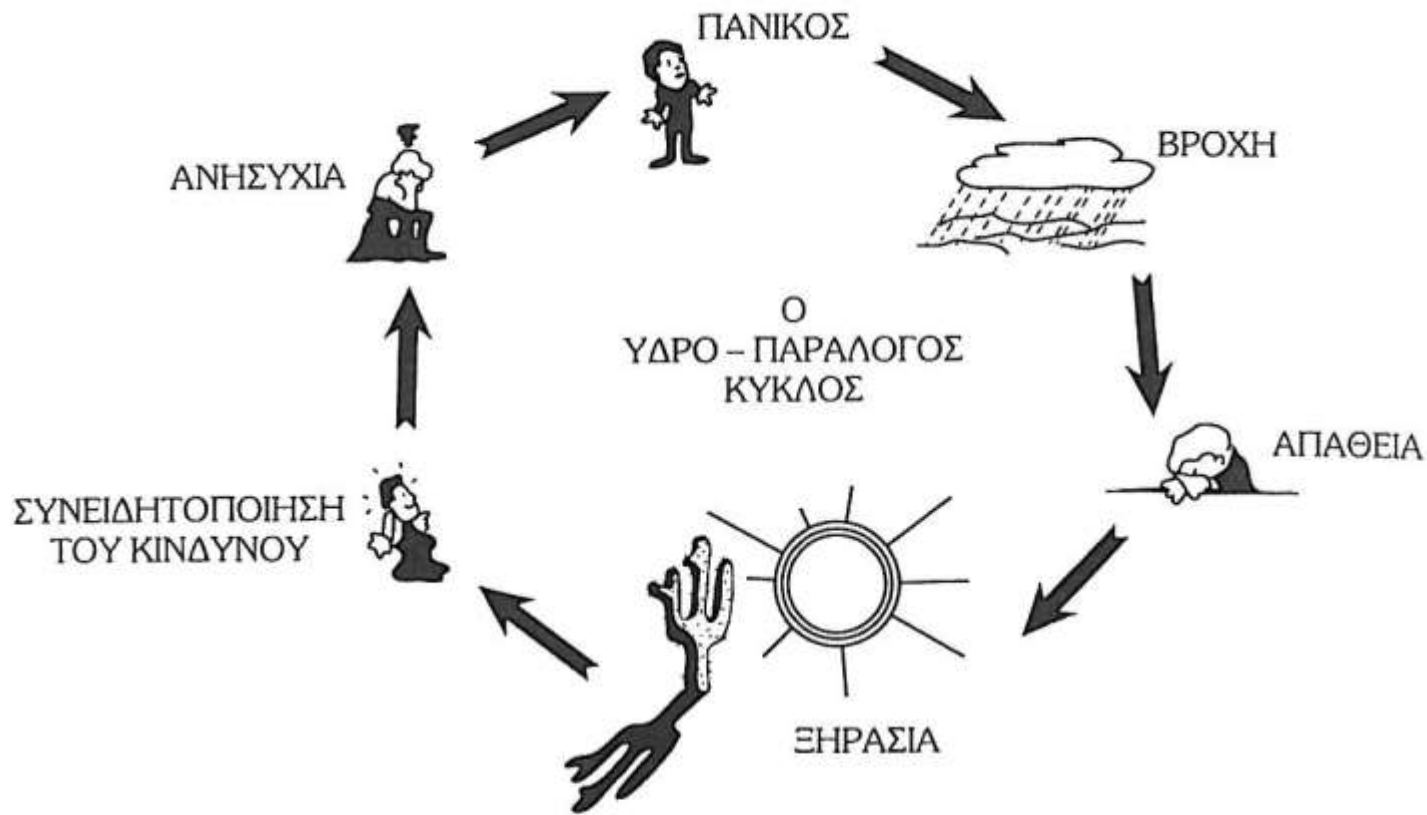 ΠΑΝΙΚΟΣ
ΒΡΟΧΗ
ΑΝΗΣΥΧΙΑ
Ο
ΥΔΡΟ – ΠΑΡΑΛΟΓΟΣ
ΚΥΚΛΟΣ
ΑΠΑΘΕΙΑ
ΣΥΝΕΙΔΗΤΟΠΟΙΗΣΗ
ΤΟΥ ΚΙΝΔΥΝΟΥ
ΞΗΡΑΣΙΑ